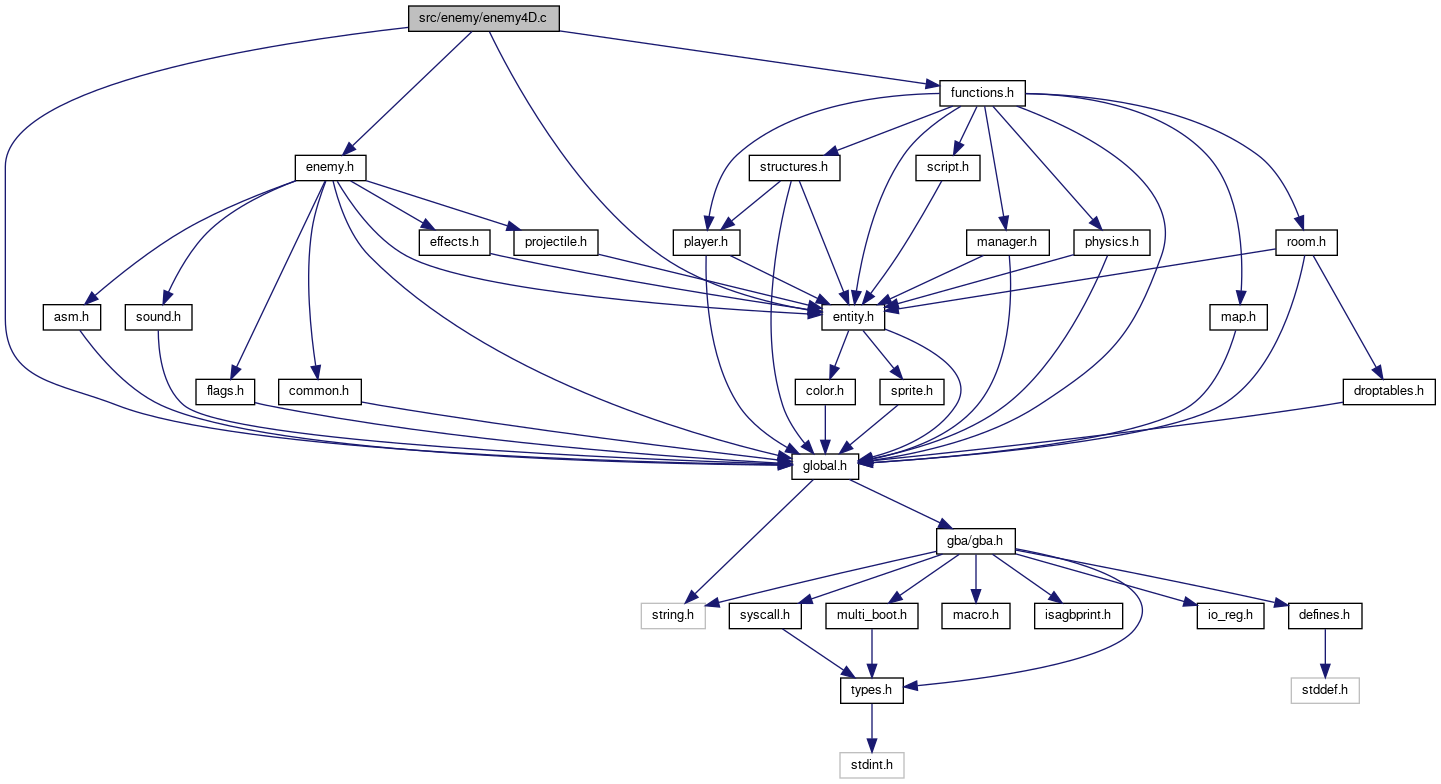 src/enemy/enemy4D.c
functions.h
enemy.h
structures.h
script.h
effects.h
projectile.h
player.h
manager.h
physics.h
room.h
asm.h
sound.h
entity.h
map.h
flags.h
common.h
color.h
sprite.h
droptables.h
global.h
gba/gba.h
string.h
syscall.h
multi_boot.h
macro.h
isagbprint.h
io_reg.h
defines.h
types.h
stddef.h
stdint.h